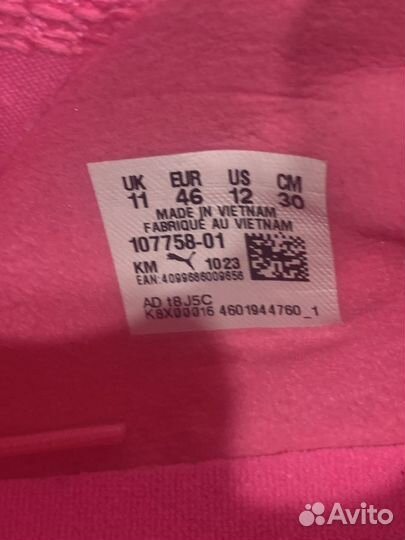 UK EUR US CM
11 46 12 30
MADE IN VIETNAM
FABRIQUE AU VIETNAM
107758-01
KM 1023
EAN:4099686009656
AD t8J5C
K8X00016 4601944760_1
Avito